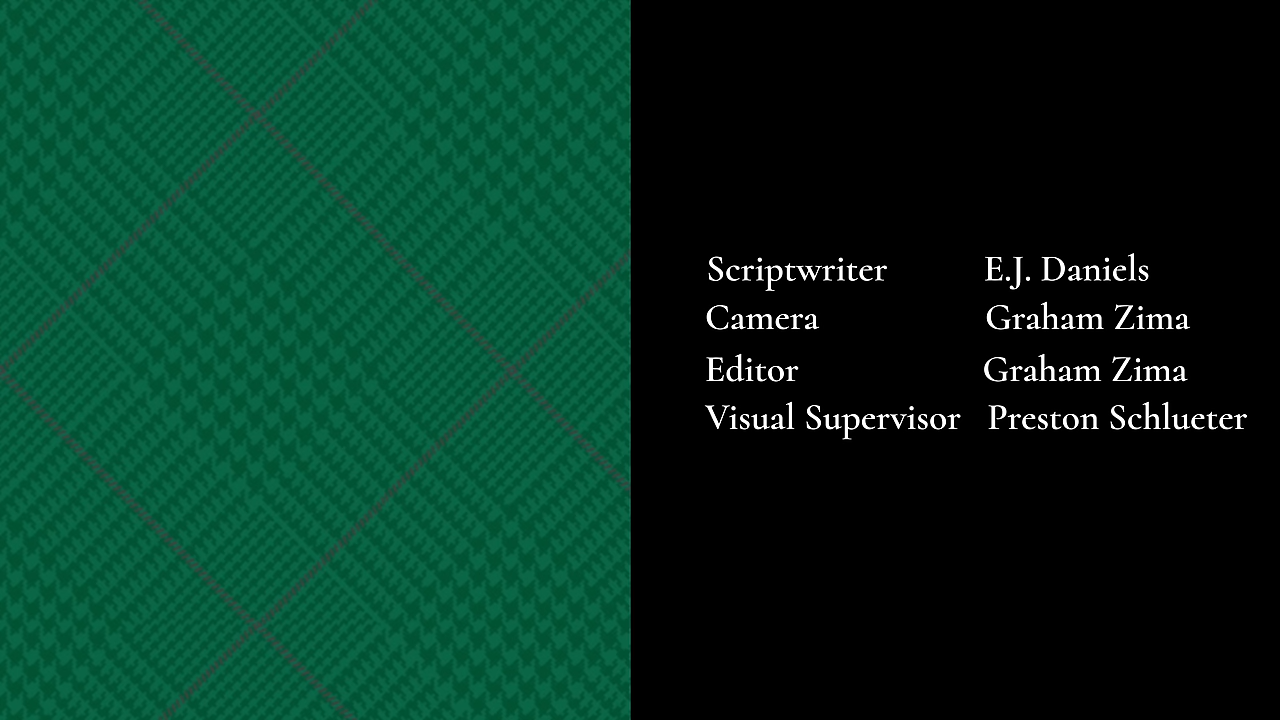 Scriptwriter E.J. Daniels
Camera Graham Zima
Editor Graham Zima
Visual Supervisor Preston Schlueter